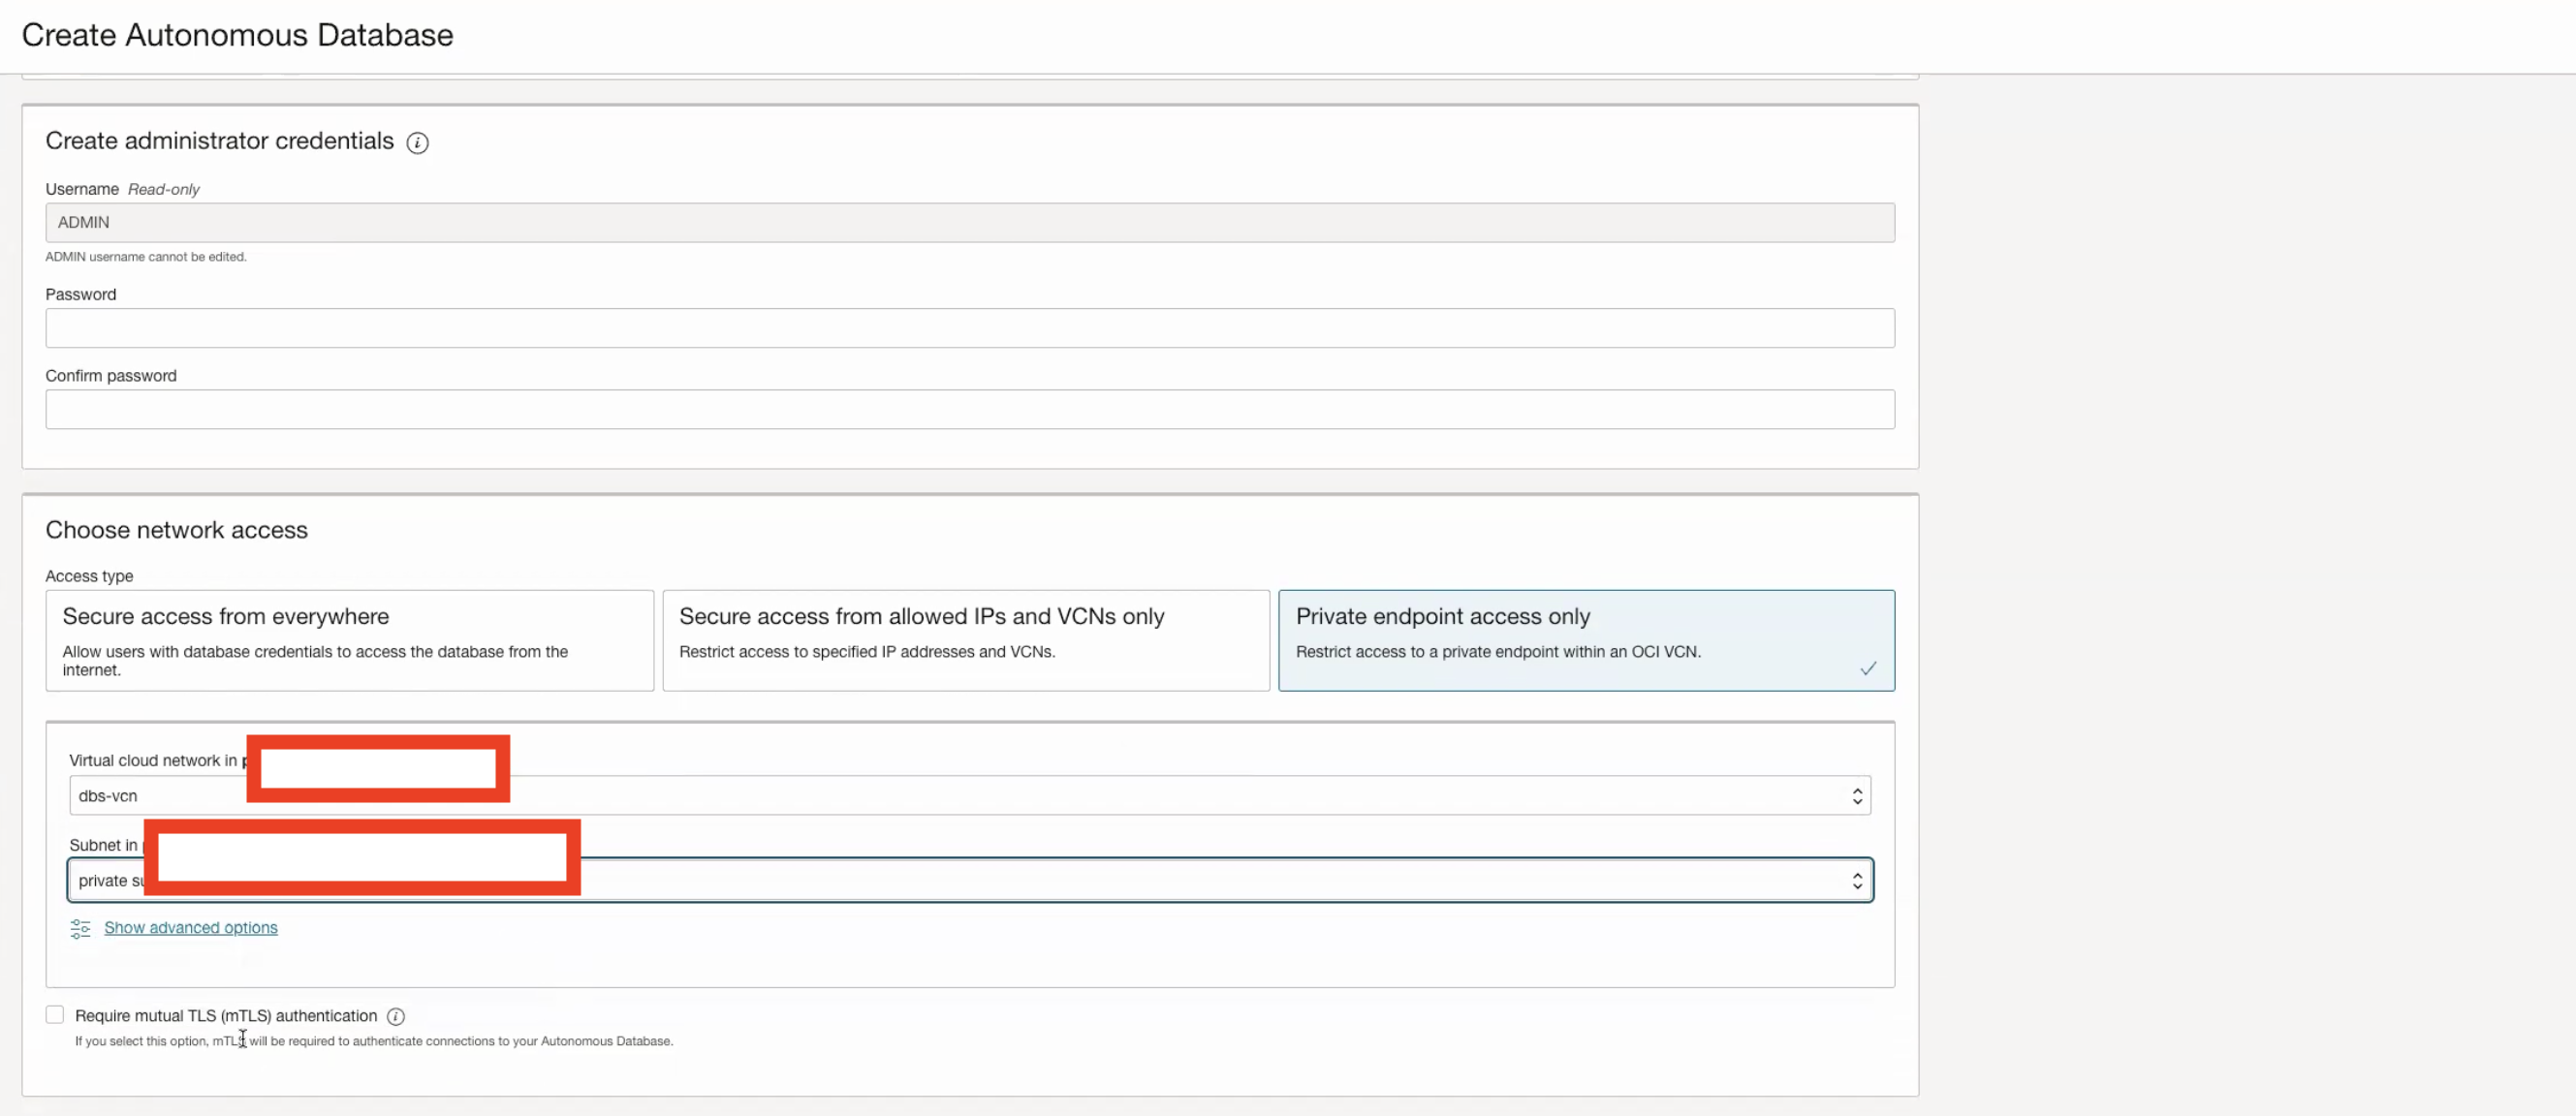 Create Autonomous Database
Create administrator credentials
Username Read-only
ADMIN
ADMIN username cannot be edited.
Password
Confirm password
Choose network access
Access type
Secure access from everywhere
Allow users with database credentials to access the database from the
internet.
Secure access from allowed IPs and VCNs only
Restrict access to specified IP addresses and VCNs.
Private endpoint access only
Restrict access to a private endpoint within an OCI VCN.
Virtual cloud network in
dbs-vcn
Subnet in
private
Show advanced options
Require mutual TLS (mTLS) authentication
If you select this option, mTLS will be required to authenticate connections to your Autonomous Database.